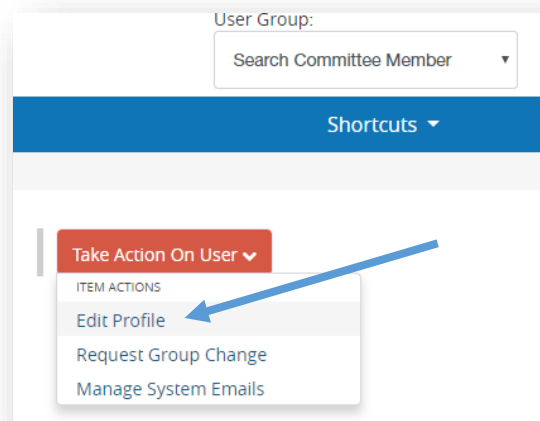 User Group:
Search Committee Member
Shortcuts
Take Action On User
ITEM ACTIONS
Edit Profile
Request Group Change
Manage System Emails